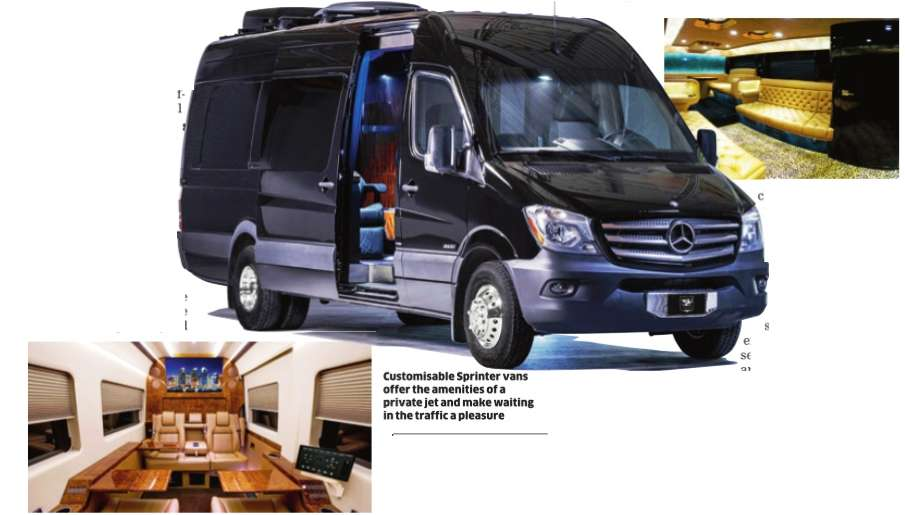 Customisable Sprinter vans
offer the amenities of a
private jet and make waiting
in the traffic a pleasure